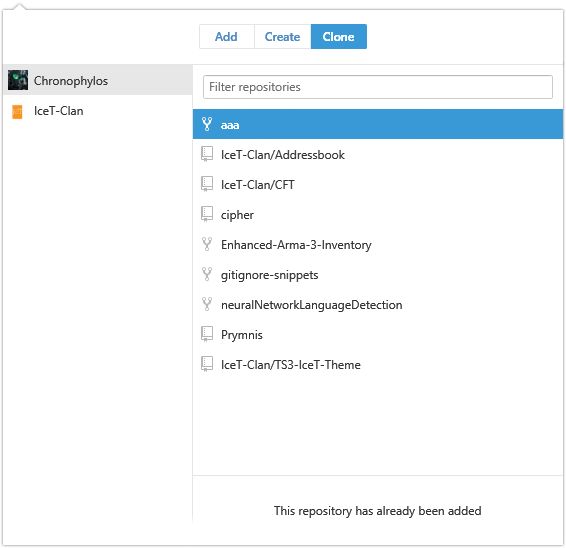 Add Create Clone
Chronophylos
IceT-Clan
Filter repositories
aaa
IceT-Clan/Addressbook
IceT-Clan/CFT
cipher
Enhanced-Arma-3-Inventory
gitignore-snippets
neuralNetworkLanguageDetection
Prymnis
IceT-Clan/TS3-IceT-Theme
This repository has already been added